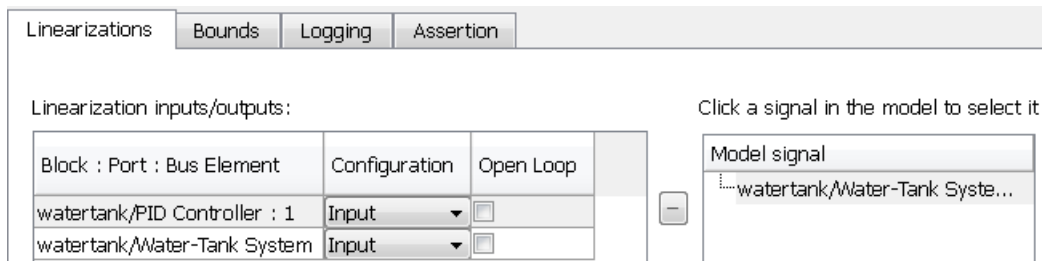 Linearizations Bounds Logging Assertion
Linearization inputs/outputs: Click a signal in the model to select it
Block : Port : Bus Element Configuration Open Loop Model signal
watertank/Water-Tank Syste...
watertank/PID Controller : 1 Input
watertank/Water-Tank System Input